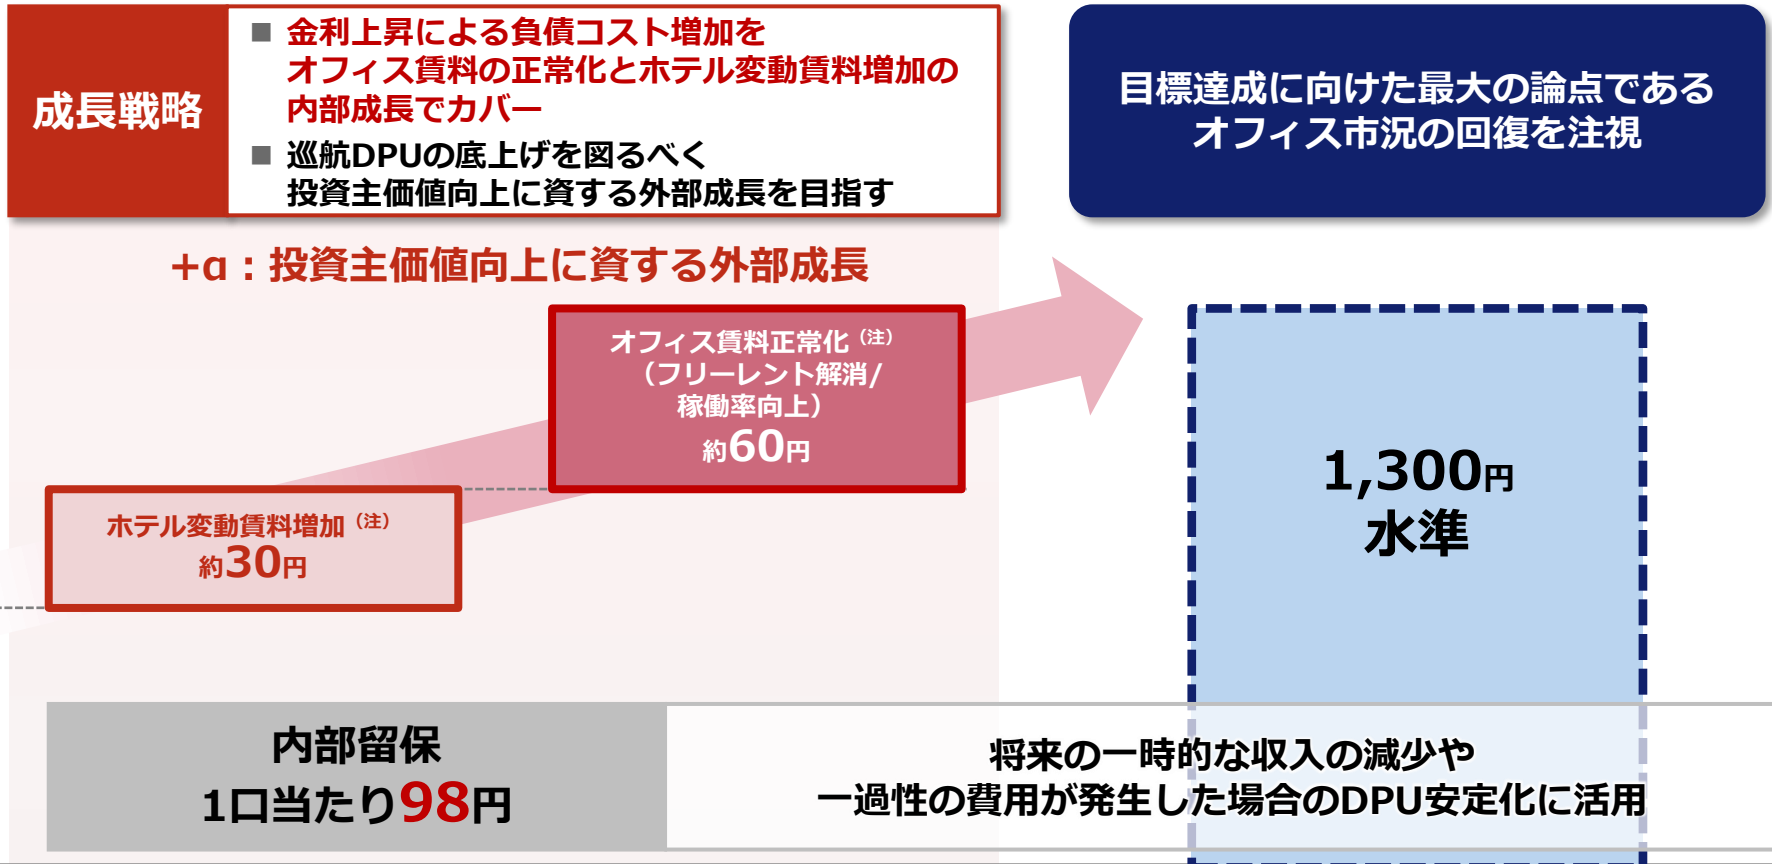 成長戦略
■ 金利上昇による負債コスト増加を
オフィス賃料の正常化とホテル変動賃料増加の
内部成長でカバー
■ 巡航DPUの底上げを図るべく
投資主価値向上に資する外部成長を目指す
目標達成に向けた最大の論点である
オフィス市況の回復を注視
+α：投資主価値向上に資する外部成長
オフィス賃料正常化（注）
（フリーレント解消/
稼働率向上）
約60円
ホテル変動賃料増加（注）
約30円
1,300円
水準
内部留保
1口当たり98円
将来の一時的な収入の減少や
一過性の費用が発生した場合のDPU安定化に活用